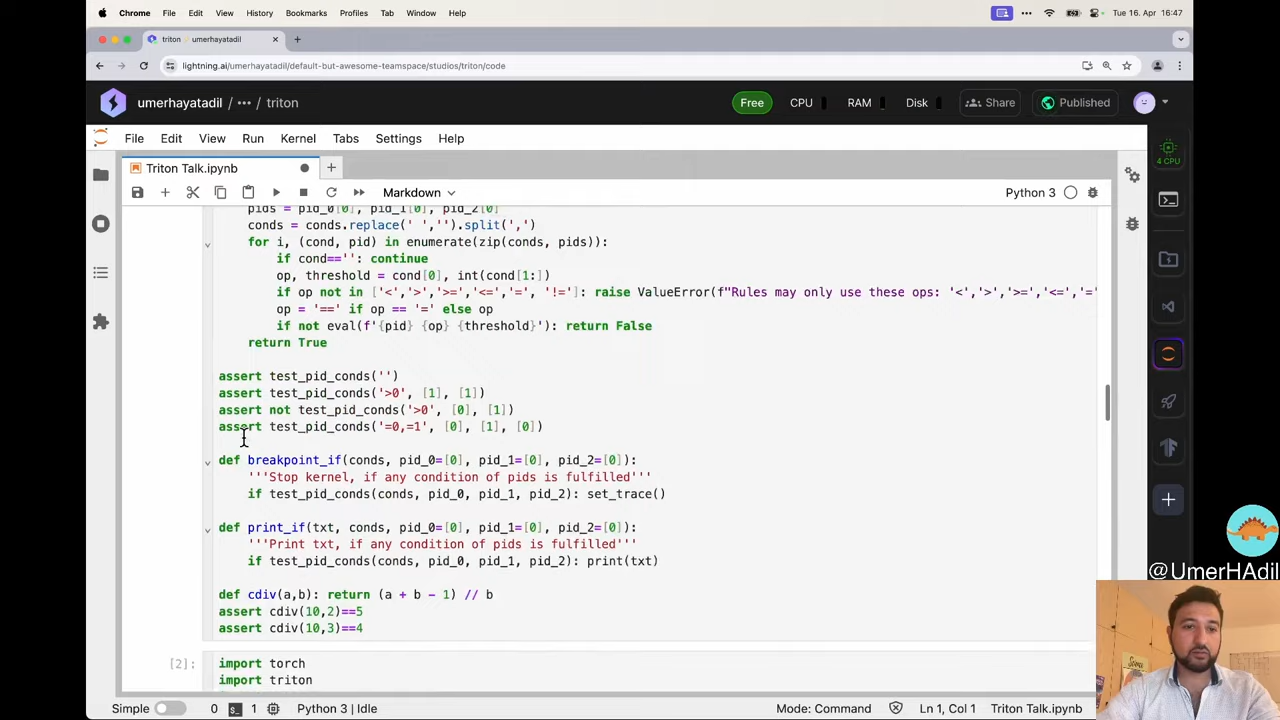 Chrome File Edit View History Bookmarks Profiles Tab Window Help Tue 16. Apr 16:47
triton umerhayatadil
lightning.ai/umerhayatadil/default-but-awesome-teamspace/studios/triton/code
umerhayatadil / ··· / triton Free CPU RAM Disk Share Published
File Edit View Run Kernel Tabs Settings Help
4 CPU
Triton Talk.ipynb
Markdown Python 3
pids = pid_0[0], pid_1[0], pid_2[0]
conds = conds.replace(' ','').split(',')
for i, (cond, pid) in enumerate(zip(conds, pids)):
if cond=='': continue
op, threshold = cond[0], int(cond[1:])
if op not in ['<','>','>=','<=','=', '!=']: raise ValueError(f"Rules may only use these ops: '<','>','>=','<=','='
op = '==' if op == '=' else op
if not eval(f'{pid} {op} {threshold}'): return False
return True
assert test_pid_conds('')
assert test_pid_conds('>0', [1], [1])
assert not test_pid_conds('>0', [0], [1])
assert test_pid_conds('=0,=1', [0], [1], [0])
def breakpoint_if(conds, pid_0=[0], pid_1=[0], pid_2=[0]):
'''Stop kernel, if any condition of pids is fulfilled'''
if test_pid_conds(conds, pid_0, pid_1, pid_2): set_trace()
def print_if(txt, conds, pid_0=[0], pid_1=[0], pid_2=[0]):
'''Print txt, if any condition of pids is fulfilled'''
if test_pid_conds(conds, pid_0, pid_1, pid_2): print(txt)
def cdiv(a,b): return (a + b - 1) // b
assert cdiv(10,2)==5
assert cdiv(10,3)==4
[2]: import torch
import triton
@UmerHAdil
Simple 0 1 Python 3 | Idle Mode: Command Ln 1, Col 1 Triton Talk.ipynb